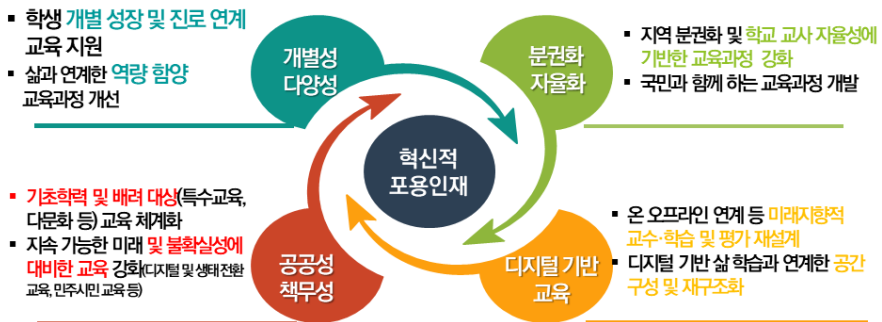 ▪ 학생 개별 성장 및 진로 연계
교육 지원
▪ 삶과 연계한 역량 함양
교육과정 개선
개별성
다양성
분권화
자율화
▪ 지역 분권화 및 학교 교사 자율성에
기반한 교육과정 강화
▪ 국민과 함께 하는 교육과정 개발
혁신적
포용인재
▪ 기초학력 및 배려 대상(특수교육,
다문화 등) 교육 체계화
▪ 지속 가능한 미래 및 불확실성에
대비한 교육 강화(디지털 및 생태 전환
교육, 민주시민 교육 등)
공공성
책무성
디지털 기반
교육
▪ 온 오프라인 연계 등 미래지향적
교수·학습 및 평가 재설계
▪ 디지털 기반 삶 학습과 연계한 공간
구성 및 재구조화